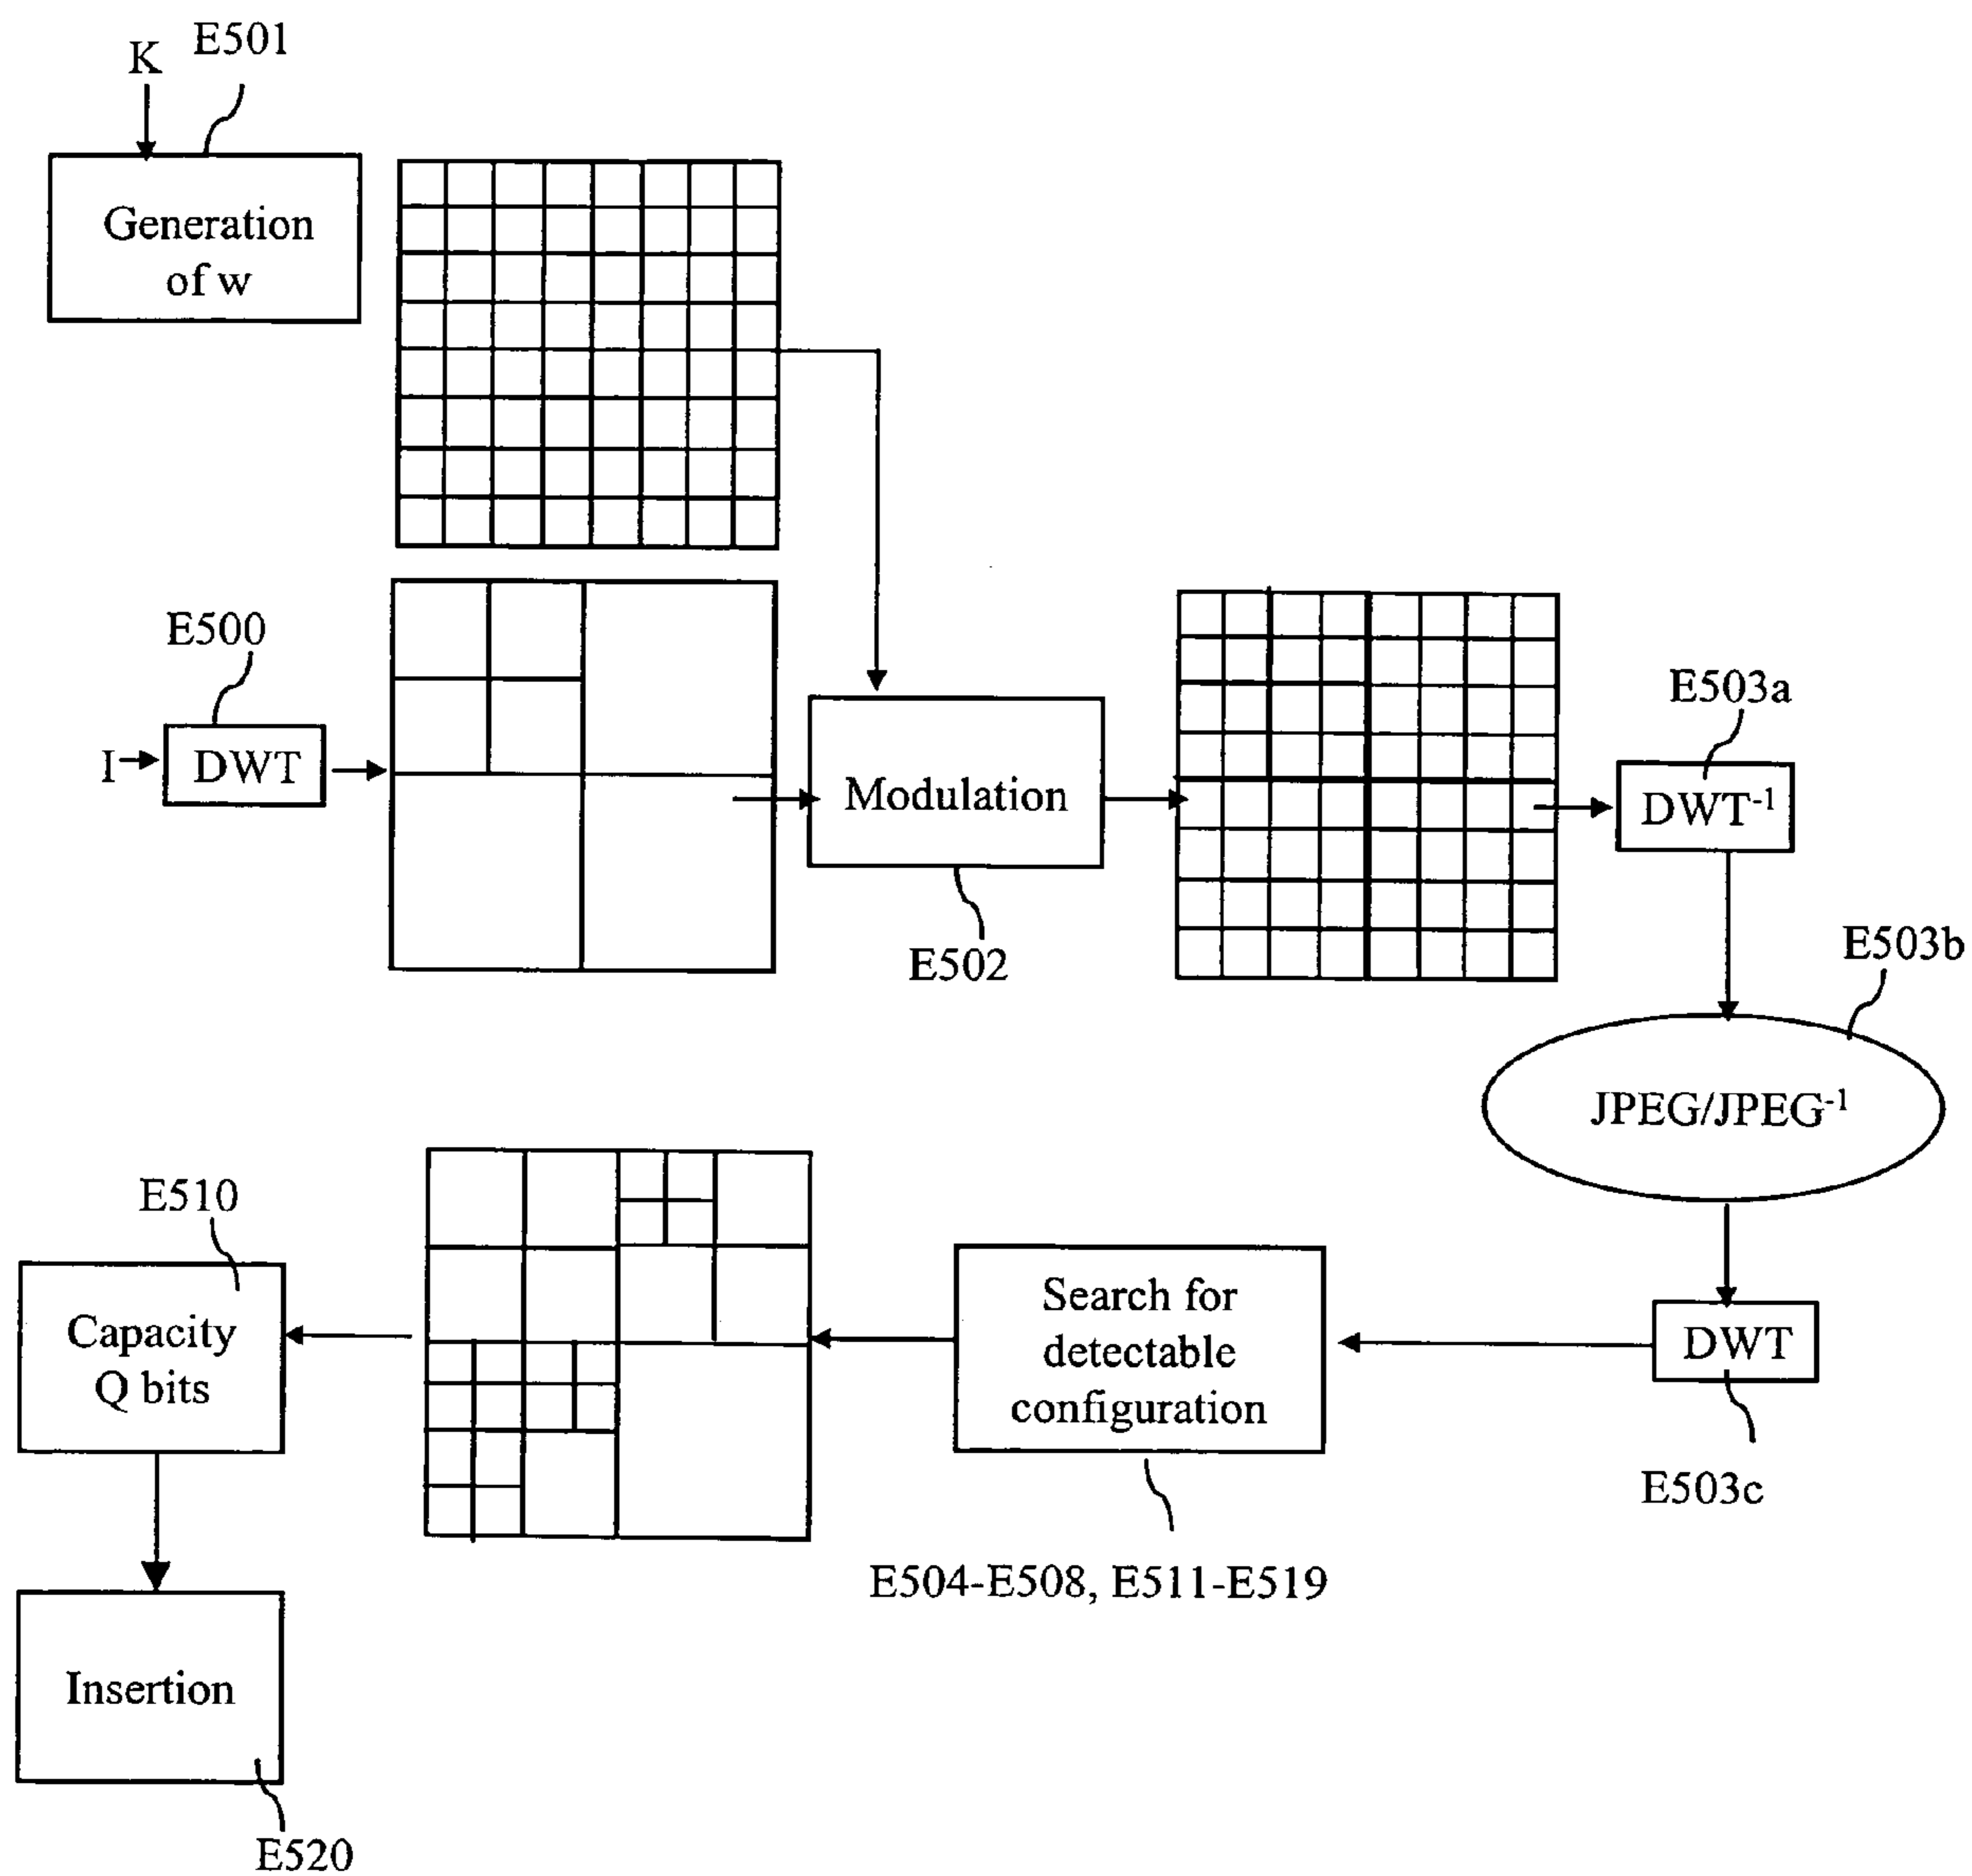 K
E501
Generation
of w
E500
I
DWT
Modulation
E502
E503a
DWT⁻¹
E503b
JPEG/JPEG⁻¹
E510
Capacity
Q bits
Search for
detectable
configuration
DWT
E503c
E504-E508, E511-E519
Insertion
E520